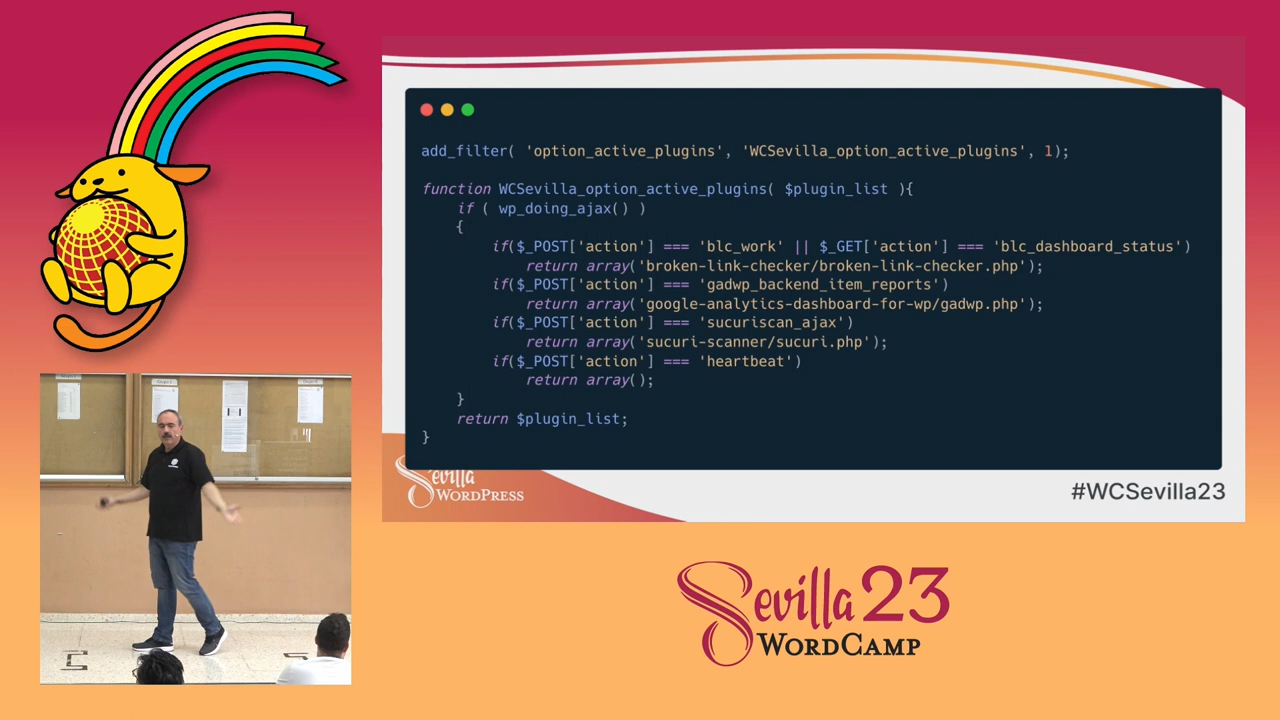 add_filter( 'option_active_plugins', 'WCSevilla_option_active_plugins', 1);
function WCSevilla_option_active_plugins( $plugin_list ){
if ( wp_doing_ajax() )
{
if($_POST['action'] === 'blc_work' || $_GET['action'] === 'blc_dashboard_status')
return array('broken-link-checker/broken-link-checker.php');
if($_POST['action'] === 'gadwp_backend_item_reports')
return array('google-analytics-dashboard-for-wp/gadwp.php');
if($_POST['action'] === 'sucuriscan_ajax')
return array('sucuri-scanner/sucuri.php');
if($_POST['action'] === 'heartbeat')
return array();
}
return $plugin_list;
}
Sevilla
WORDPRESS
#WCSevilla23
Sevilla 23
WORDCAMP